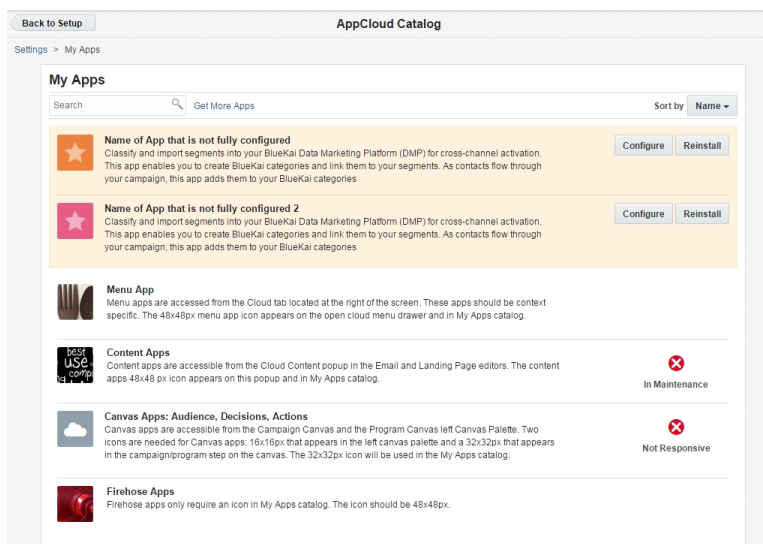 Back to Setup
AppCloud Catalog
Settings > My Apps
My Apps
Search
Get More Apps
Sort by
Name
Name of App that is not fully configured
Classify and import segments into your BlueKai Data Marketing Platform (DMP) for cross-channel activation.
This app enables you to create BlueKai categories and link them to your segments. As contacts flow through
your campaign, this app adds them to your BlueKai categories
Configure
Reinstall
Name of App that is not fully configured 2
Classify and import segments into your BlueKai Data Marketing Platform (DMP) for cross-channel activation.
This app enables you to create BlueKai categories and link them to your segments. As contacts flow through
your campaign, this app adds them to your BlueKai categories
Configure
Reinstall
Menu App
Menu apps are accessed from the Cloud tab located at the right of the screen. These apps should be context
specific. The 48x48px menu app icon appears on the open cloud menu drawer and in My Apps catalog.
best
use
comp
Content Apps
Content apps are accessible from the Cloud Content popup in the Email and Landing Page editors. The content
apps 48x48 px icon appears on this popup and in My Apps catalog.
In Maintenance
Canvas Apps: Audience, Decisions, Actions
Canvas apps are accessible from the Campaign Canvas and the Program Canvas left Canvas Palette. Two
icons are needed for Canvas apps: 16x16px that appears in the left canvas palette and a 32x32px that appears
in the campaign/program step on the canvas. The 32x32px icon will be used in the My Apps catalog.
Not Responsive
Firehose Apps
Firehose apps only require an icon in My Apps catalog. The icon should be 48x48px.